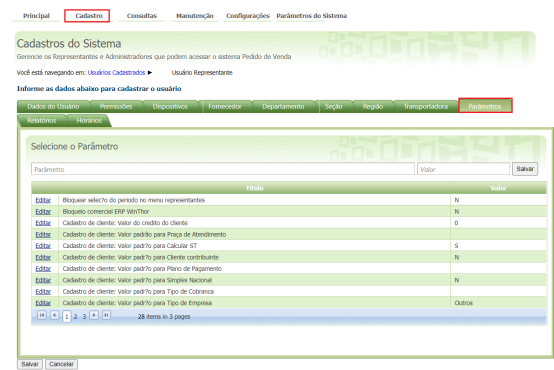 Principal Cadastro Consultas Manutenção Configurações Parâmetros do Sistema
Cadastros do Sistema
Gerencie os Representantes e Administradores que podem acessar o sistema Pedido de Venda
Você está navegando em: Usuários Cadastrados ► Usuário Representante
Informe as dados abaixo para cadastrar o usuário
Dados do Usuário Permissões Dispositivos Fornecedor Departamento Seção Região Transportadora Parâmetros
Relatórios Horários
Selecione o Parâmetro
Parâmetro Valor Salvar
Título Valor
Editar Bloquear selec?o do periodo no menu representantes N
Editar Bloqueio comercial ERP WinThor N
Editar Cadastro de cliente: Valor do credito do cliente 0
Editar Cadastro de cliente: Valor padrão para Praça de Atendimento
Editar Cadastro de cliente: Valor padr?o para Calcular ST S
Editar Cadastro de cliente: Valor padr?o para Cliente contribuinte N
Editar Cadastro de cliente: Valor padr?o para Plano de Pagamento
Editar Cadastro de cliente: Valor padr?o para Simples Nacional N
Editar Cadastro de cliente: Valor padr?o para Tipo de Cobranca
Editar Cadastro de cliente: Valor padr?o para Tipo de Empresa Outros
1 2 3 28 items in 3 pages
Salvar Cancelar